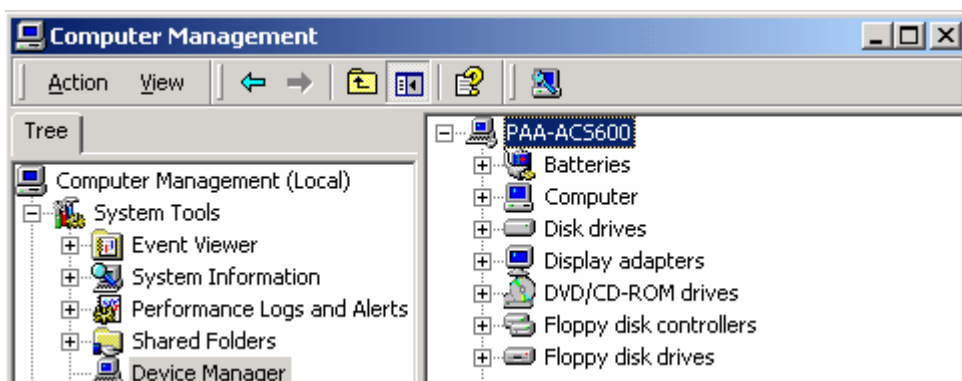 Computer Management
Action View
Tree
Computer Management (Local)
System Tools
Event Viewer
System Information
Performance Logs and Alerts
Shared Folders
Device Manager
PAA-ACS600
Batteries
Computer
Disk drives
Display adapters
DVD/CD-ROM drives
Floppy disk controllers
Floppy disk drives